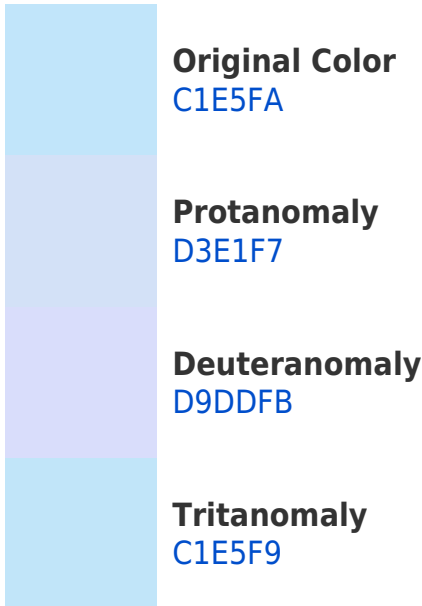 Original Color
C1E5FA
Protanomaly
D3E1F7
Deuteranomaly
D9DDFB
Tritanomaly
C1E5F9